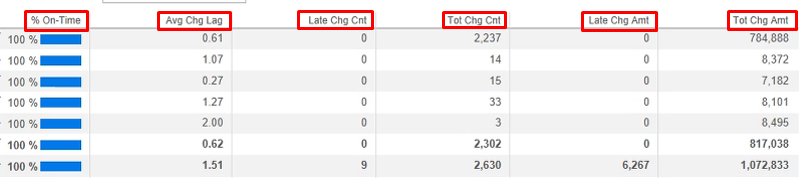 % On-Time Avg Chg Lag Late Chg Cnt Tot Chg Cnt Late Chg Amt Tot Chg Amt
100 % 0.61 0 2,237 0 784,888
100 % 1.07 0 14 0 8,372
100 % 0.27 0 15 0 7,182
100 % 1.27 0 33 0 8,101
100 % 2.00 0 3 0 8,495
100 % 0.62 0 2,302 0 817,038
100 % 1.51 9 2,630 6,267 1,072,833